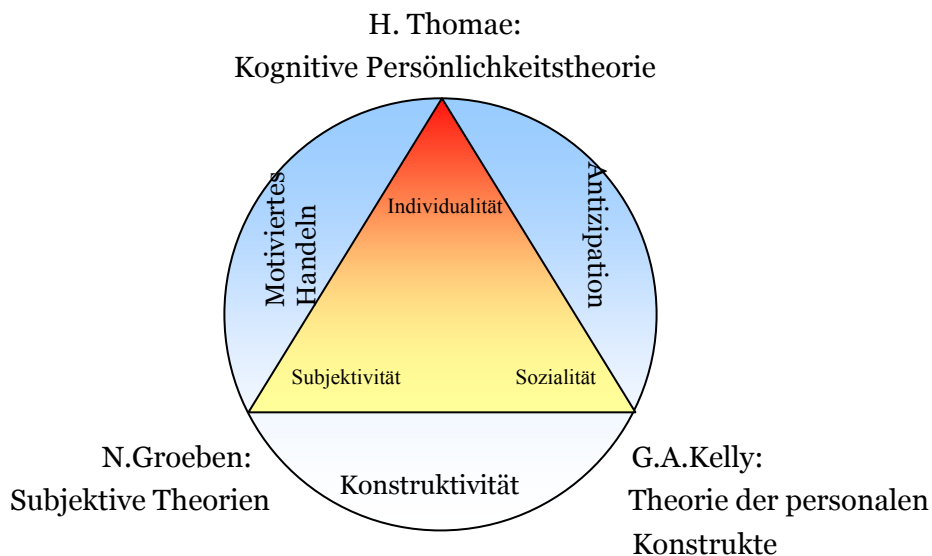 H. Thomae:
Kognitive Persönlichkeitstheorie
Motiviertes
Handeln
Individualität
Antizipation
Subjektivität
Sozialität
Konstruktivität
N.Groeben:
Subjektive Theorien
G.A.Kelly:
Theorie der personalen
Konstrukte